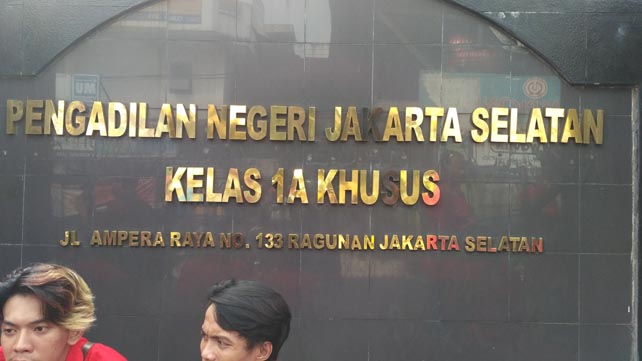 PENGADILAN NEGERI JAKARTA SELATAN
KELAS 1A KHUSUS
JL AMPERA RAYA NO. 133 RAGUNAN JAKARTA SELATAN